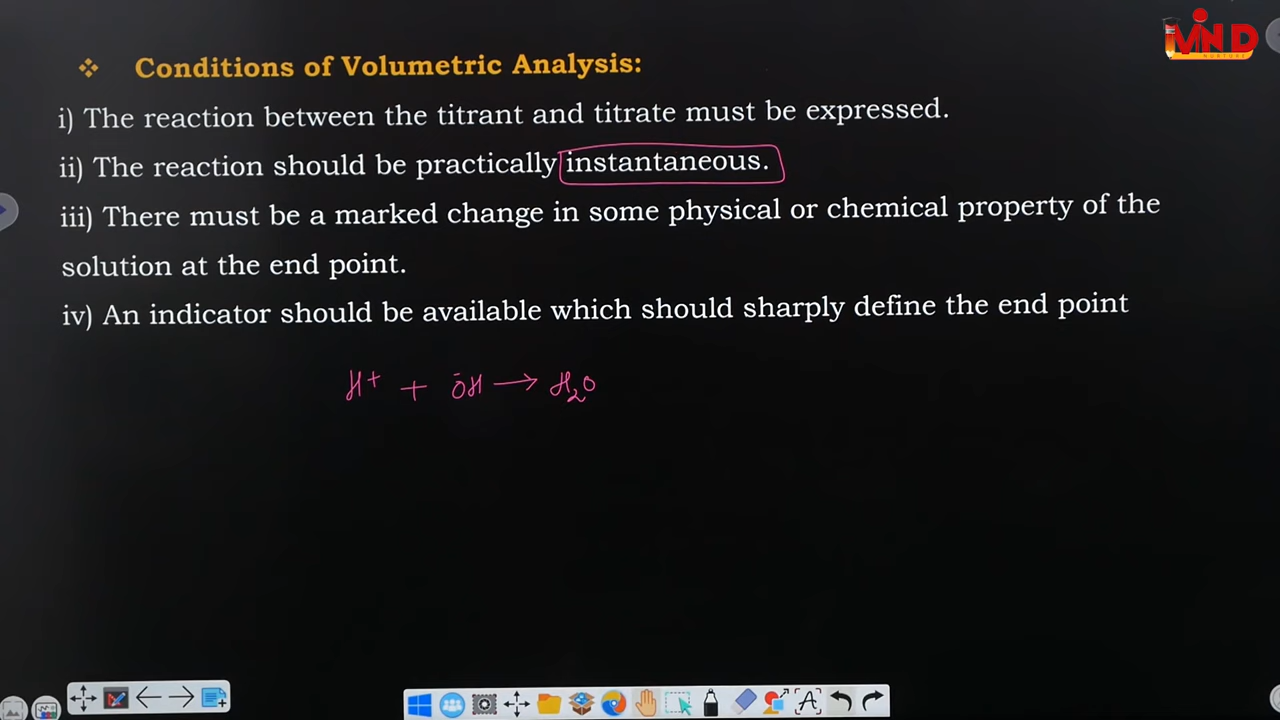 ❖ Conditions of Volumetric Analysis:
i) The reaction between the titrant and titrate must be expressed.
ii) The reaction should be practically instantaneous.
iii) There must be a marked change in some physical or chemical property of the
solution at the end point.
iv) An indicator should be available which should sharply define the end point
H⁺ + ŌH → H₂O
MIND
NURTURE